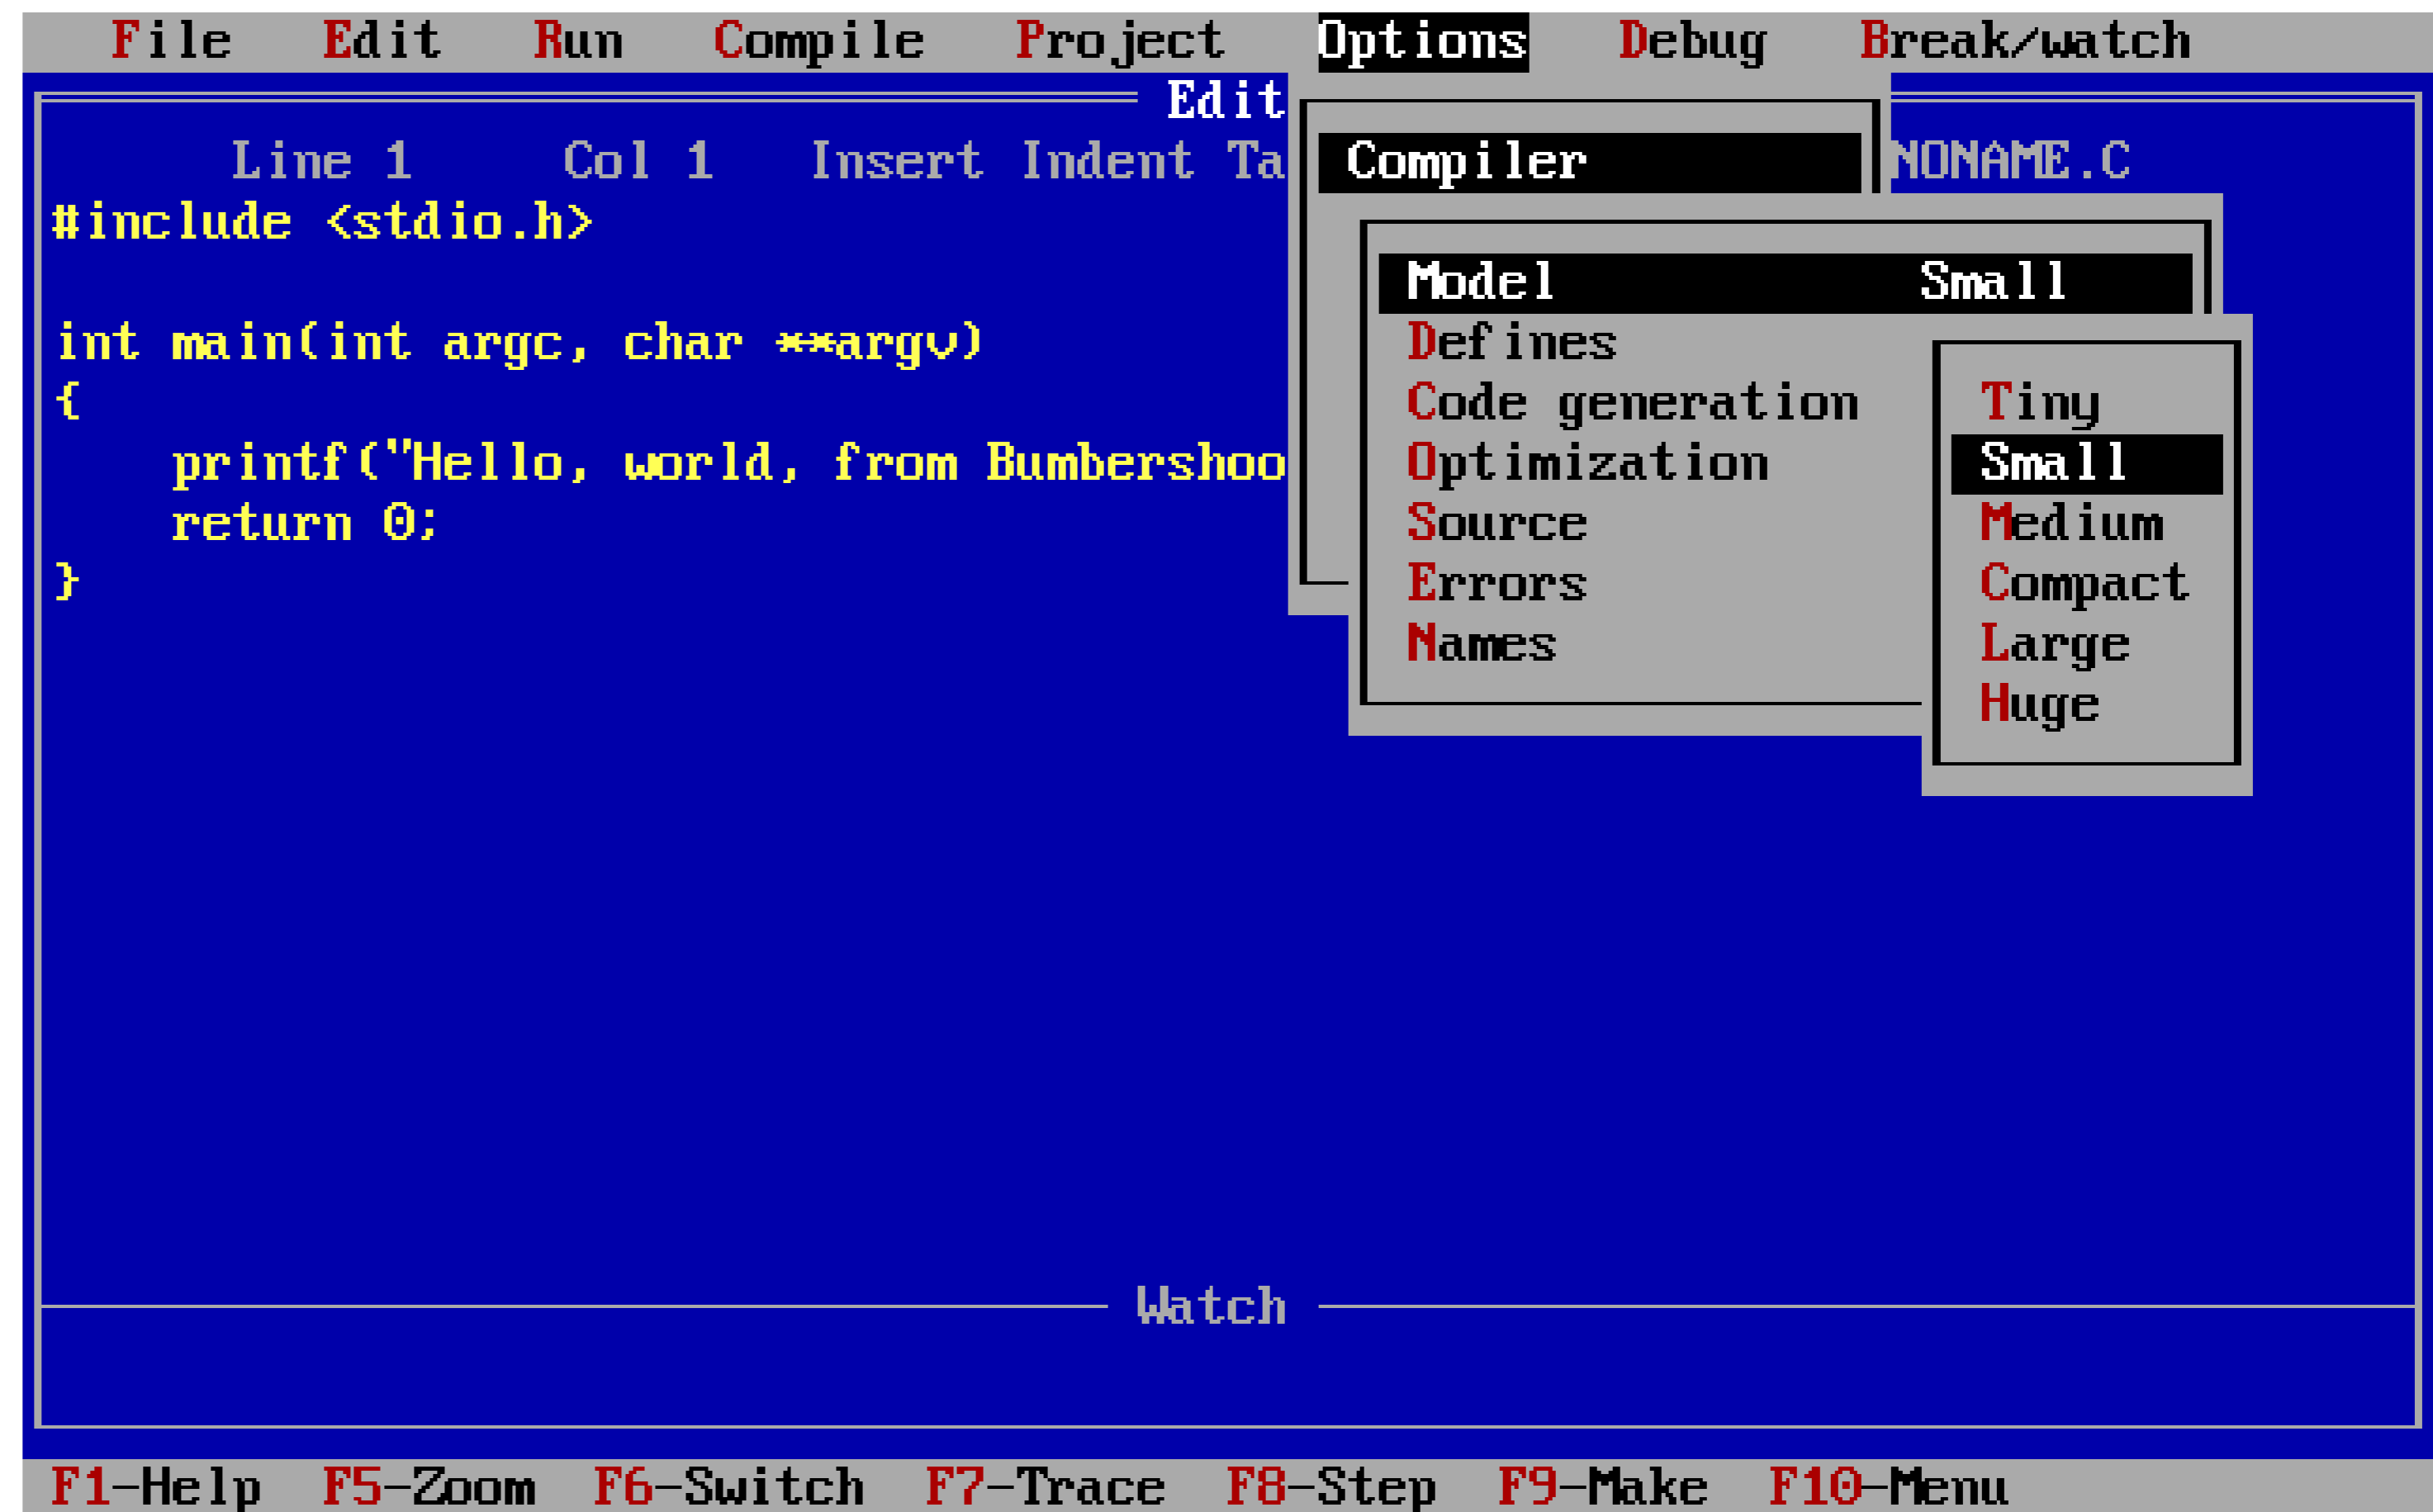 File Edit Run Compile Project Options Debug Break/watch
Edit
Line 1 Col 1 Insert Indent Ta Compiler NONAME.C
#include <stdio.h>
Model Small
int main(int argc, char **argv) Defines
{ Code generation Tiny
printf("Hello, world, from Bumbershoo Optimization Small
return 0; Source Medium
} Errors Compact
Names Large
Huge
Watch
F1-Help F5-Zoom F6-Switch F7-Trace F8-Step F9-Make F10-Menu